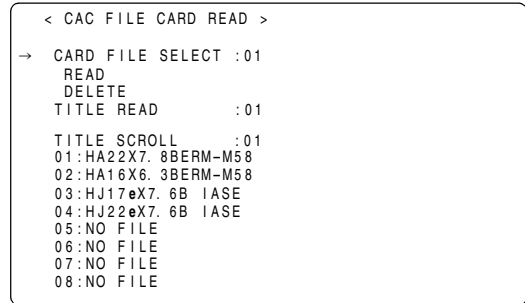 < CAC FILE CARD READ >
→ CARD FILE SELECT :01
READ
DELETE
TITLE READ :01
TITLE SCROLL :01
01:HA22X7. 8BERM-M58
02:HA16X6. 3BERM-M58
03:HJ17eX7. 6B IASE
04:HJ22eX7. 6B IASE
05:NO FILE
06:NO FILE
07:NO FILE
08:NO FILE